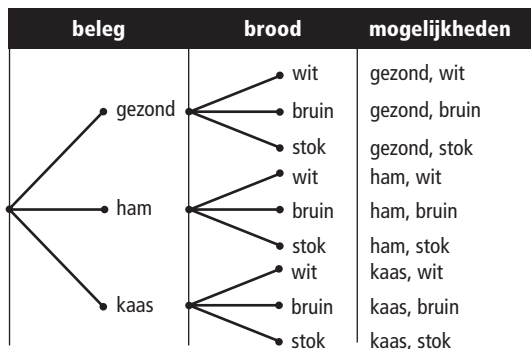 beleg brood mogelijkheden
wit gezond, wit
gezond bruin gezond, bruin
stok gezond, stok
wit ham, wit
ham bruin ham, bruin
stok ham, stok
wit kaas, wit
kaas bruin kaas, bruin
stok kaas, stok